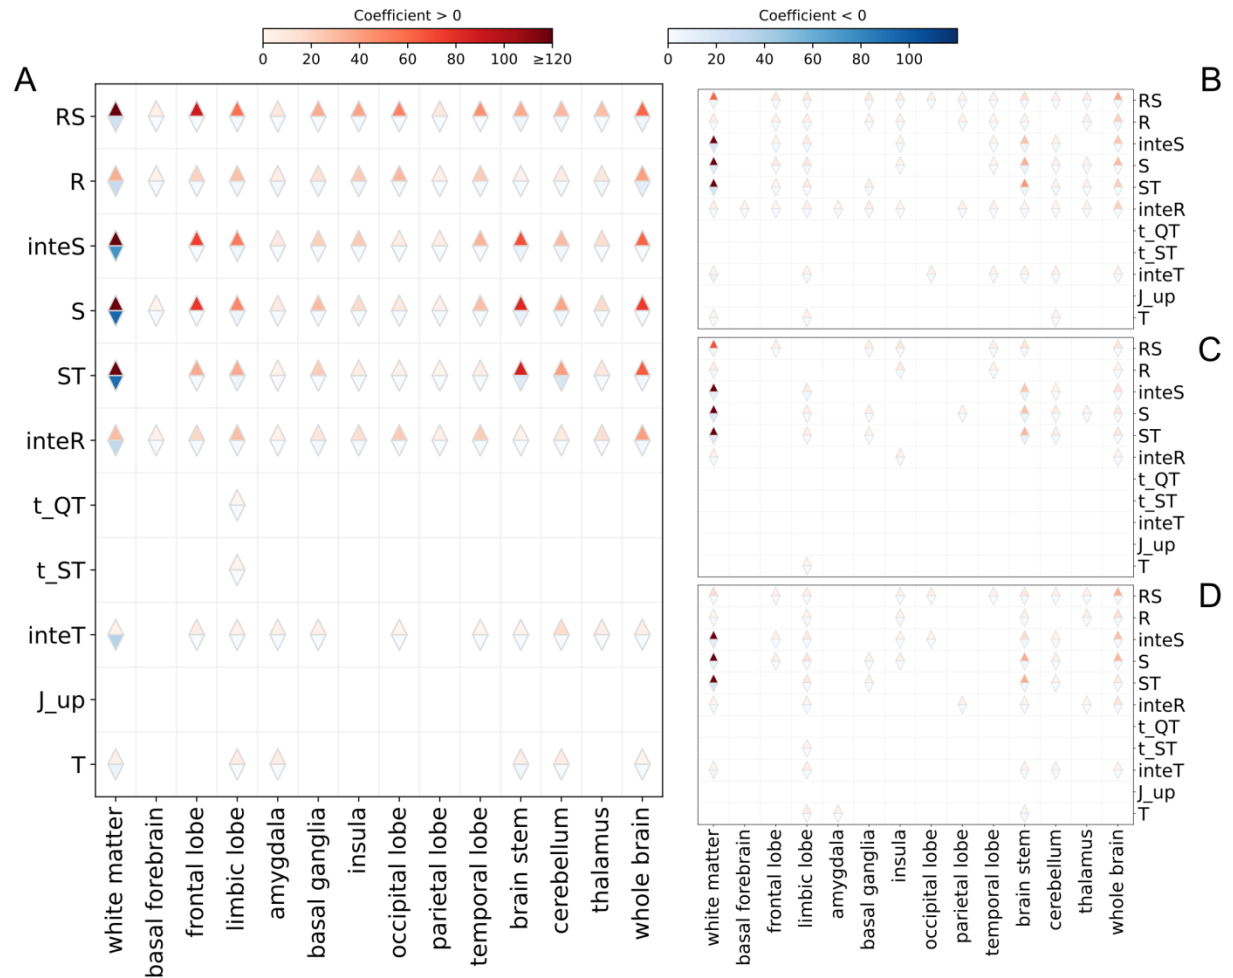 Coefficient > 0
Coefficient < 0
0 20 40 60 80 100 ≥120
0 20 40 60 80 100
A
RS
R
inteS
S
ST
inteR
t_QT
t_ST
inteT
J_up
T
white matter
basal forebrain
frontal lobe
limbic lobe
amygdala
basal ganglia
insula
occipital lobe
parietal lobe
temporal lobe
brain stem
cerebellum
thalamus
whole brain
B
RS
R
inteS
S
ST
inteR
t_QT
t_ST
inteT
J_up
T
C
RS
R
inteS
S
ST
inteR
t_QT
t_ST
inteT
J_up
T
D
RS
R
inteS
S
ST
inteR
t_QT
t_ST
inteT
J_up
T
white matter
basal forebrain
frontal lobe
limbic lobe
amygdala
basal ganglia
insula
occipital lobe
parietal lobe
temporal lobe
brain stem
cerebellum
thalamus
whole brain